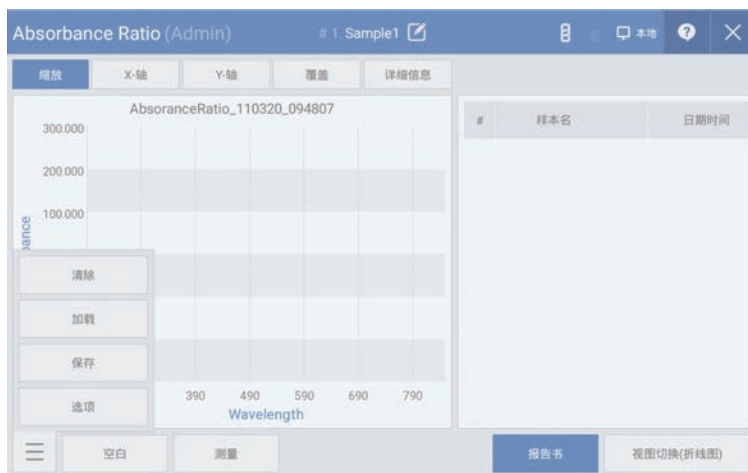 Absorbance Ratio (Admin) # 1. Sample1 本地 ?
缩放 X-轴 Y-轴 覆盖 详细信息
AbsoranceRatio_110320_094807
300.000
200.000
100.000
# 样本名 日期时间
清除
加载
保存
选项
390 490 590 690 790
Wavelength
空白 测量 报告书 视图切换(折线图)